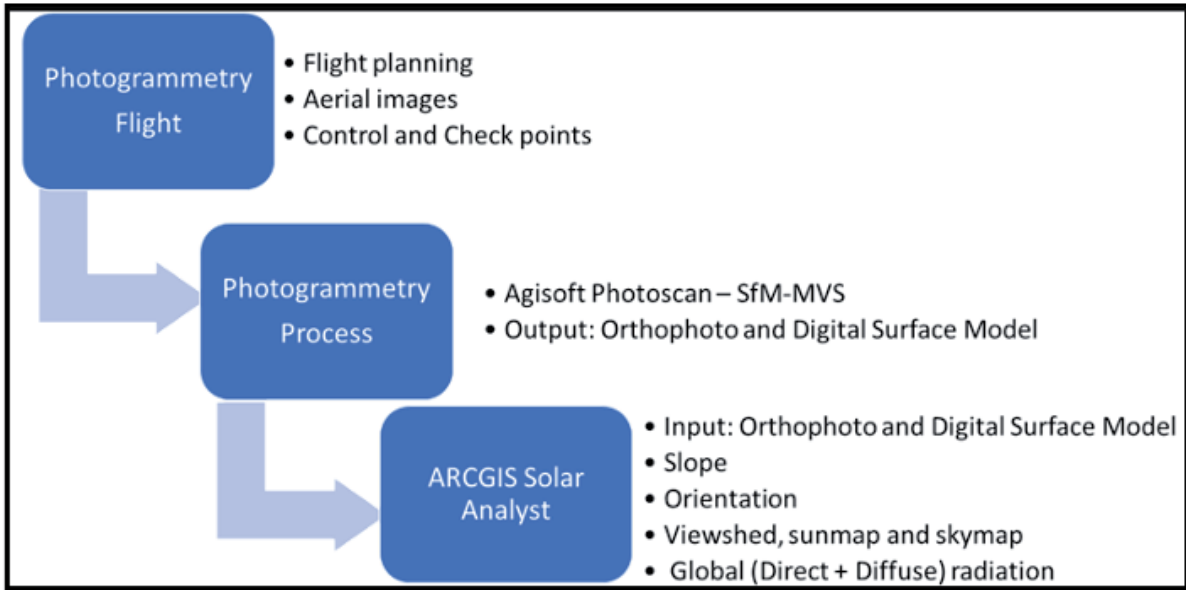 Photogrammetry
Flight
• Flight planning
• Aerial images
• Control and Check points
Photogrammetry
Process
• Agisoft Photoscan – SfM-MVS
• Output: Orthophoto and Digital Surface Model
ARCGIS Solar
Analyst
• Input: Orthophoto and Digital Surface Model
• Slope
• Orientation
• Viewshed, sunmap and skymap
• Global (Direct + Diffuse) radiation